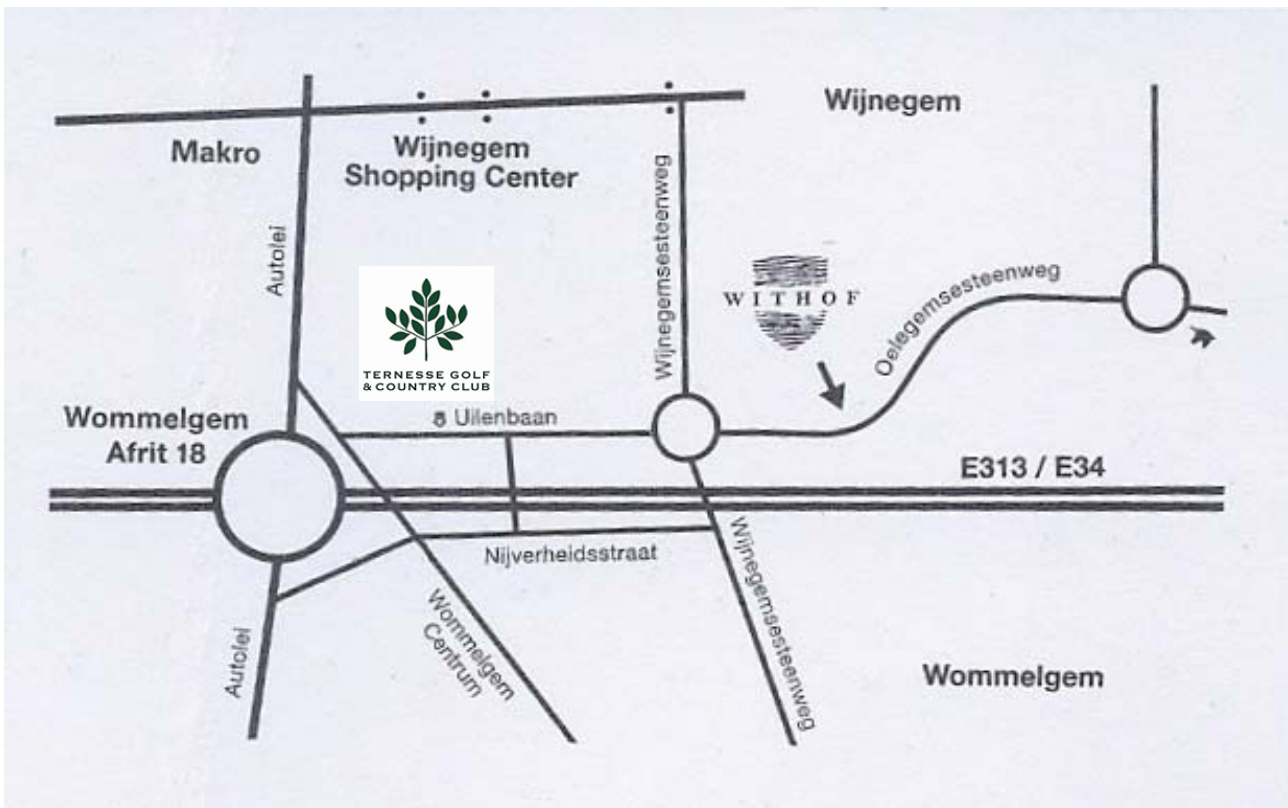 Wijnegem
Makro
Wijnegem
Shopping Center
Autolei
Wijnegemsesteenweg
WITHOF
Oelegemsesteenweg
TERNESSE GOLF
& COUNTRY CLUB
Wommelgem
Afrit 18
8 Uilenbaan
E313 / E34
Nijverheidsstraat
Wijnegemsesteenweg
Wommelgem
Centrum
Autolei
Wommelgem